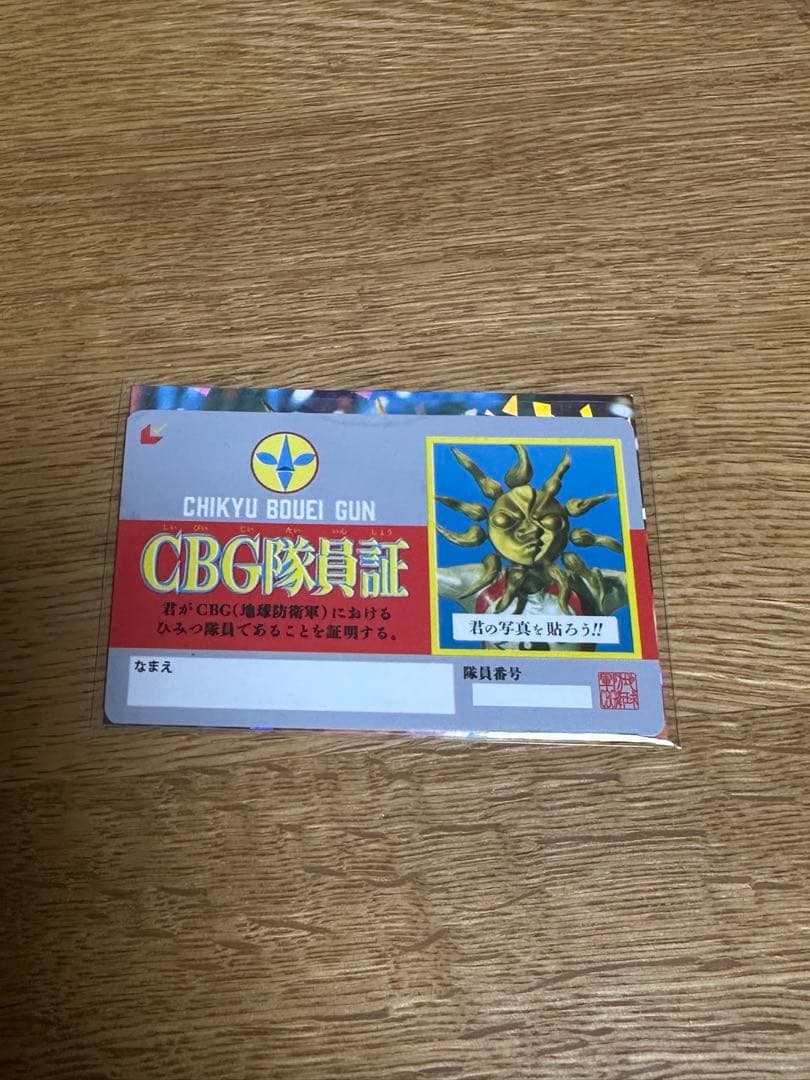 CHIKYU BOUEI GUN
しい びい じい たい いん しょう
CBG隊員証
君がCBG(地球防衛軍)における
ひみつ隊員であることを証明する。
君の写真を貼ろう!!
なまえ
隊員番号